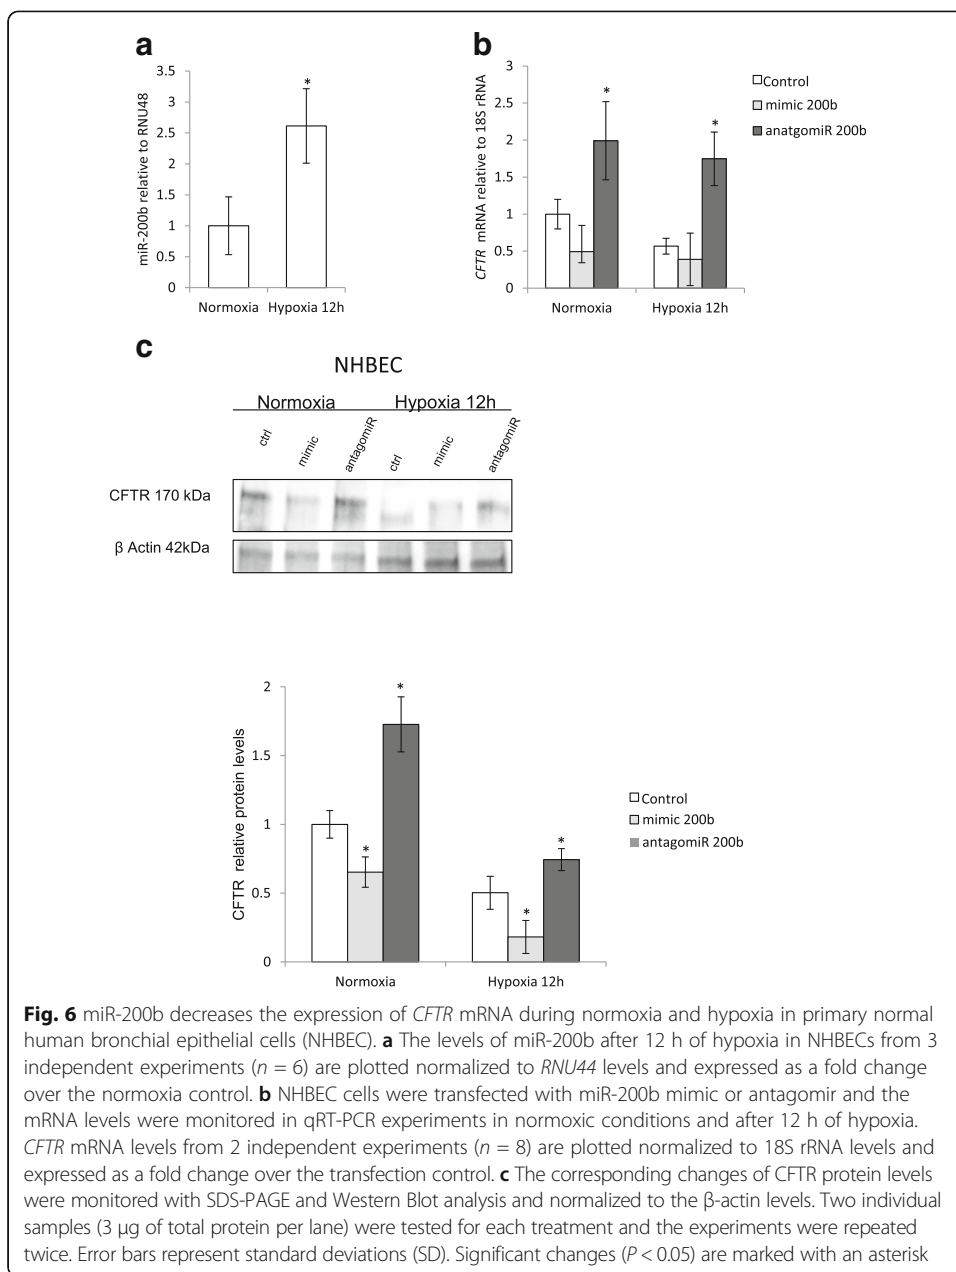 a
miR-200b relative to RNU48
3.5
3
2.5
2
1.5
1
0.5
0
*
Normoxia Hypoxia 12h
b
CFTR mRNA relative to 18S rRNA
3
2.5
2
1.5
1
0.5
0
* *
Normoxia Hypoxia 12h
Control
mimic 200b
anatgomiR 200b
c
NHBEC
Normoxia Hypoxia 12h
ctrl mimic antagomiR ctrl mimic antagomiR
CFTR 170 kDa
β Actin 42kDa
CFTR relative protein levels
2
1.5
1
0.5
0
* * * *
Normoxia Hypoxia 12h
Control
mimic 200b
antagomiR 200b
Fig. 6 miR-200b decreases the expression of CFTR mRNA during normoxia and hypoxia in primary normal
human bronchial epithelial cells (NHBEC). a The levels of miR-200b after 12 h of hypoxia in NHBECs from 3
independent experiments (n = 6) are plotted normalized to RNU44 levels and expressed as a fold change
over the normoxia control. b NHBEC cells were transfected with miR-200b mimic or antagomir and the
mRNA levels were monitored in qRT-PCR experiments in normoxic conditions and after 12 h of hypoxia.
CFTR mRNA levels from 2 independent experiments (n = 8) are plotted normalized to 18S rRNA levels and
expressed as a fold change over the transfection control. c The corresponding changes of CFTR protein levels
were monitored with SDS-PAGE and Western Blot analysis and normalized to the β-actin levels. Two individual
samples (3 μg of total protein per lane) were tested for each treatment and the experiments were repeated
twice. Error bars represent standard deviations (SD). Significant changes (P < 0.05) are marked with an asterisk